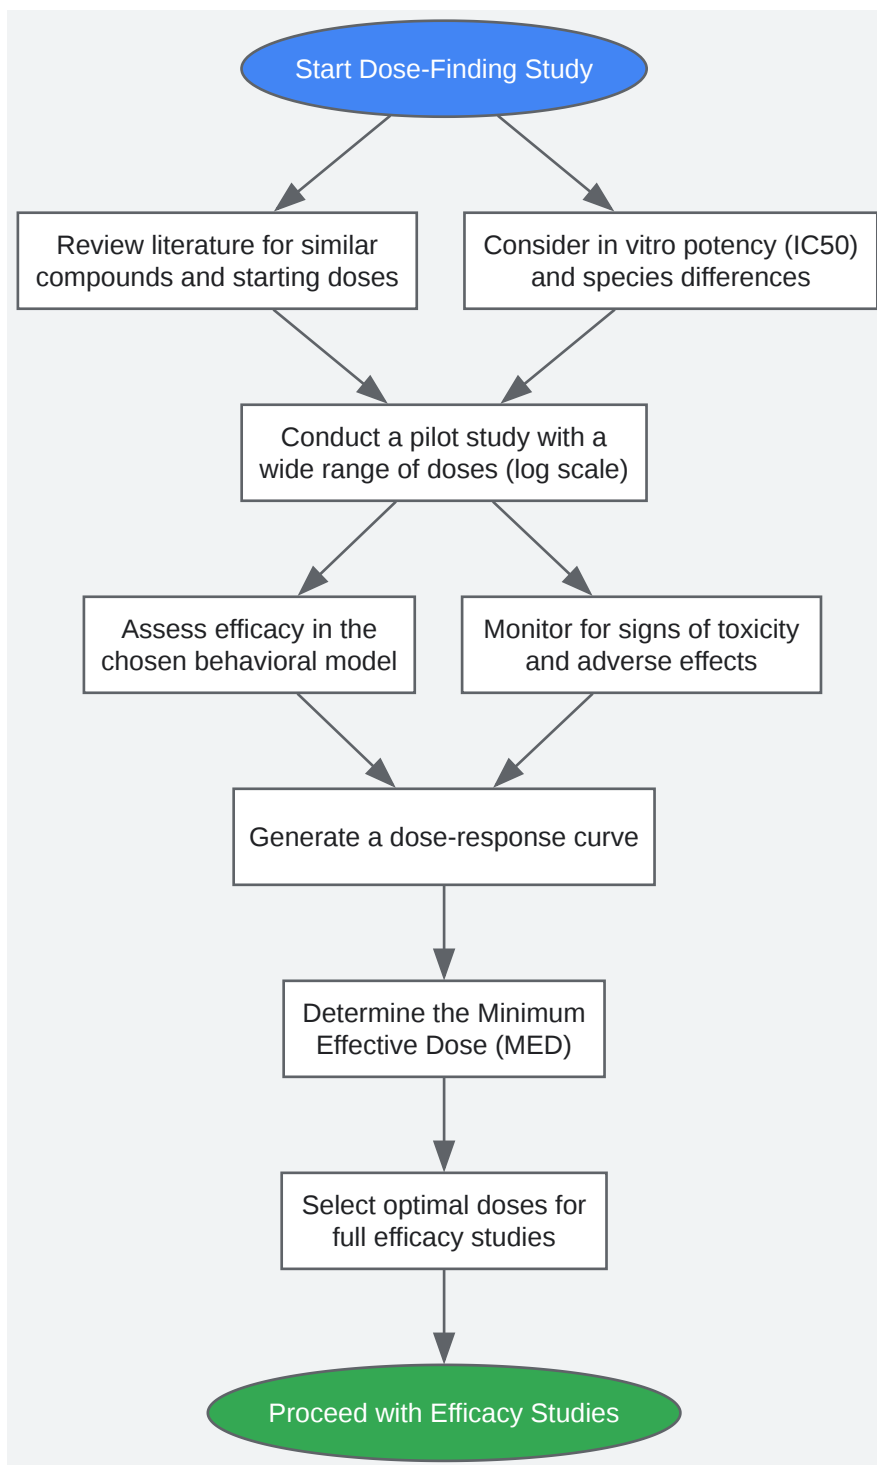 Start Dose-Finding Study
Review literature for similar
compounds and starting doses
Consider in vitro potency (IC50)
and species differences
Conduct a pilot study with a
wide range of doses (log scale)
Assess efficacy in the
chosen behavioral model
Monitor for signs of toxicity
and adverse effects
Generate a dose-response curve
Determine the Minimum
Effective Dose (MED)
Select optimal doses for
full efficacy studies
Proceed with Efficacy Studies